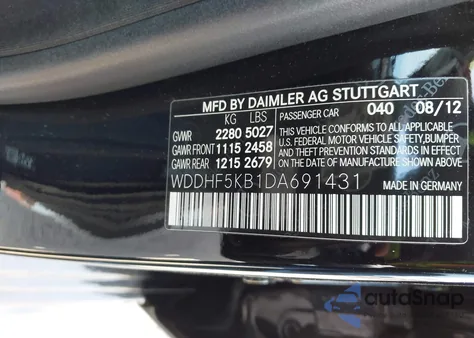 MFD BY DAIMLER AG STUTTGART
KG LBS PASSENGER CAR 040 08/12
GVWR 2280 5027
GAWR FRONT 1115 2458
GAWR REAR 1215 2679
THIS VEHICLE CONFORMS TO ALL APPLICABLE
U.S. FEDERAL MOTOR VEHICLE SAFETY, BUMPER
AND THEFT PREVENTION STANDARDS IN EFFECT
ON THE DATE OF MANUFACTURE SHOWN ABOVE.
WDDHF5KB1DA691431
MADE IN GERMANY
autoSnap